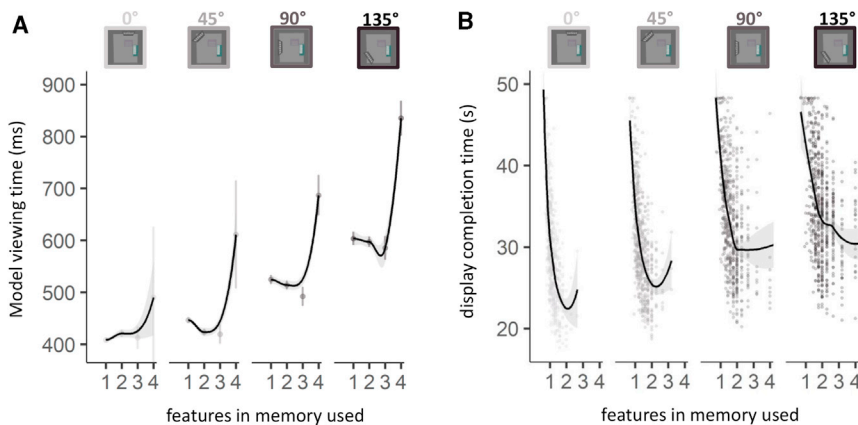 A
0° 45° 90° 135°
Model viewing time (ms)
900
800
700
600
500
400
1 2 3 4 1 2 3 4 1 2 3 4 1 2 3 4
features in memory used
B
0° 45° 90° 135°
display completion time (s)
50
40
30
20
1 2 3 4 1 2 3 4 1 2 3 4 1 2 3 4
features in memory used